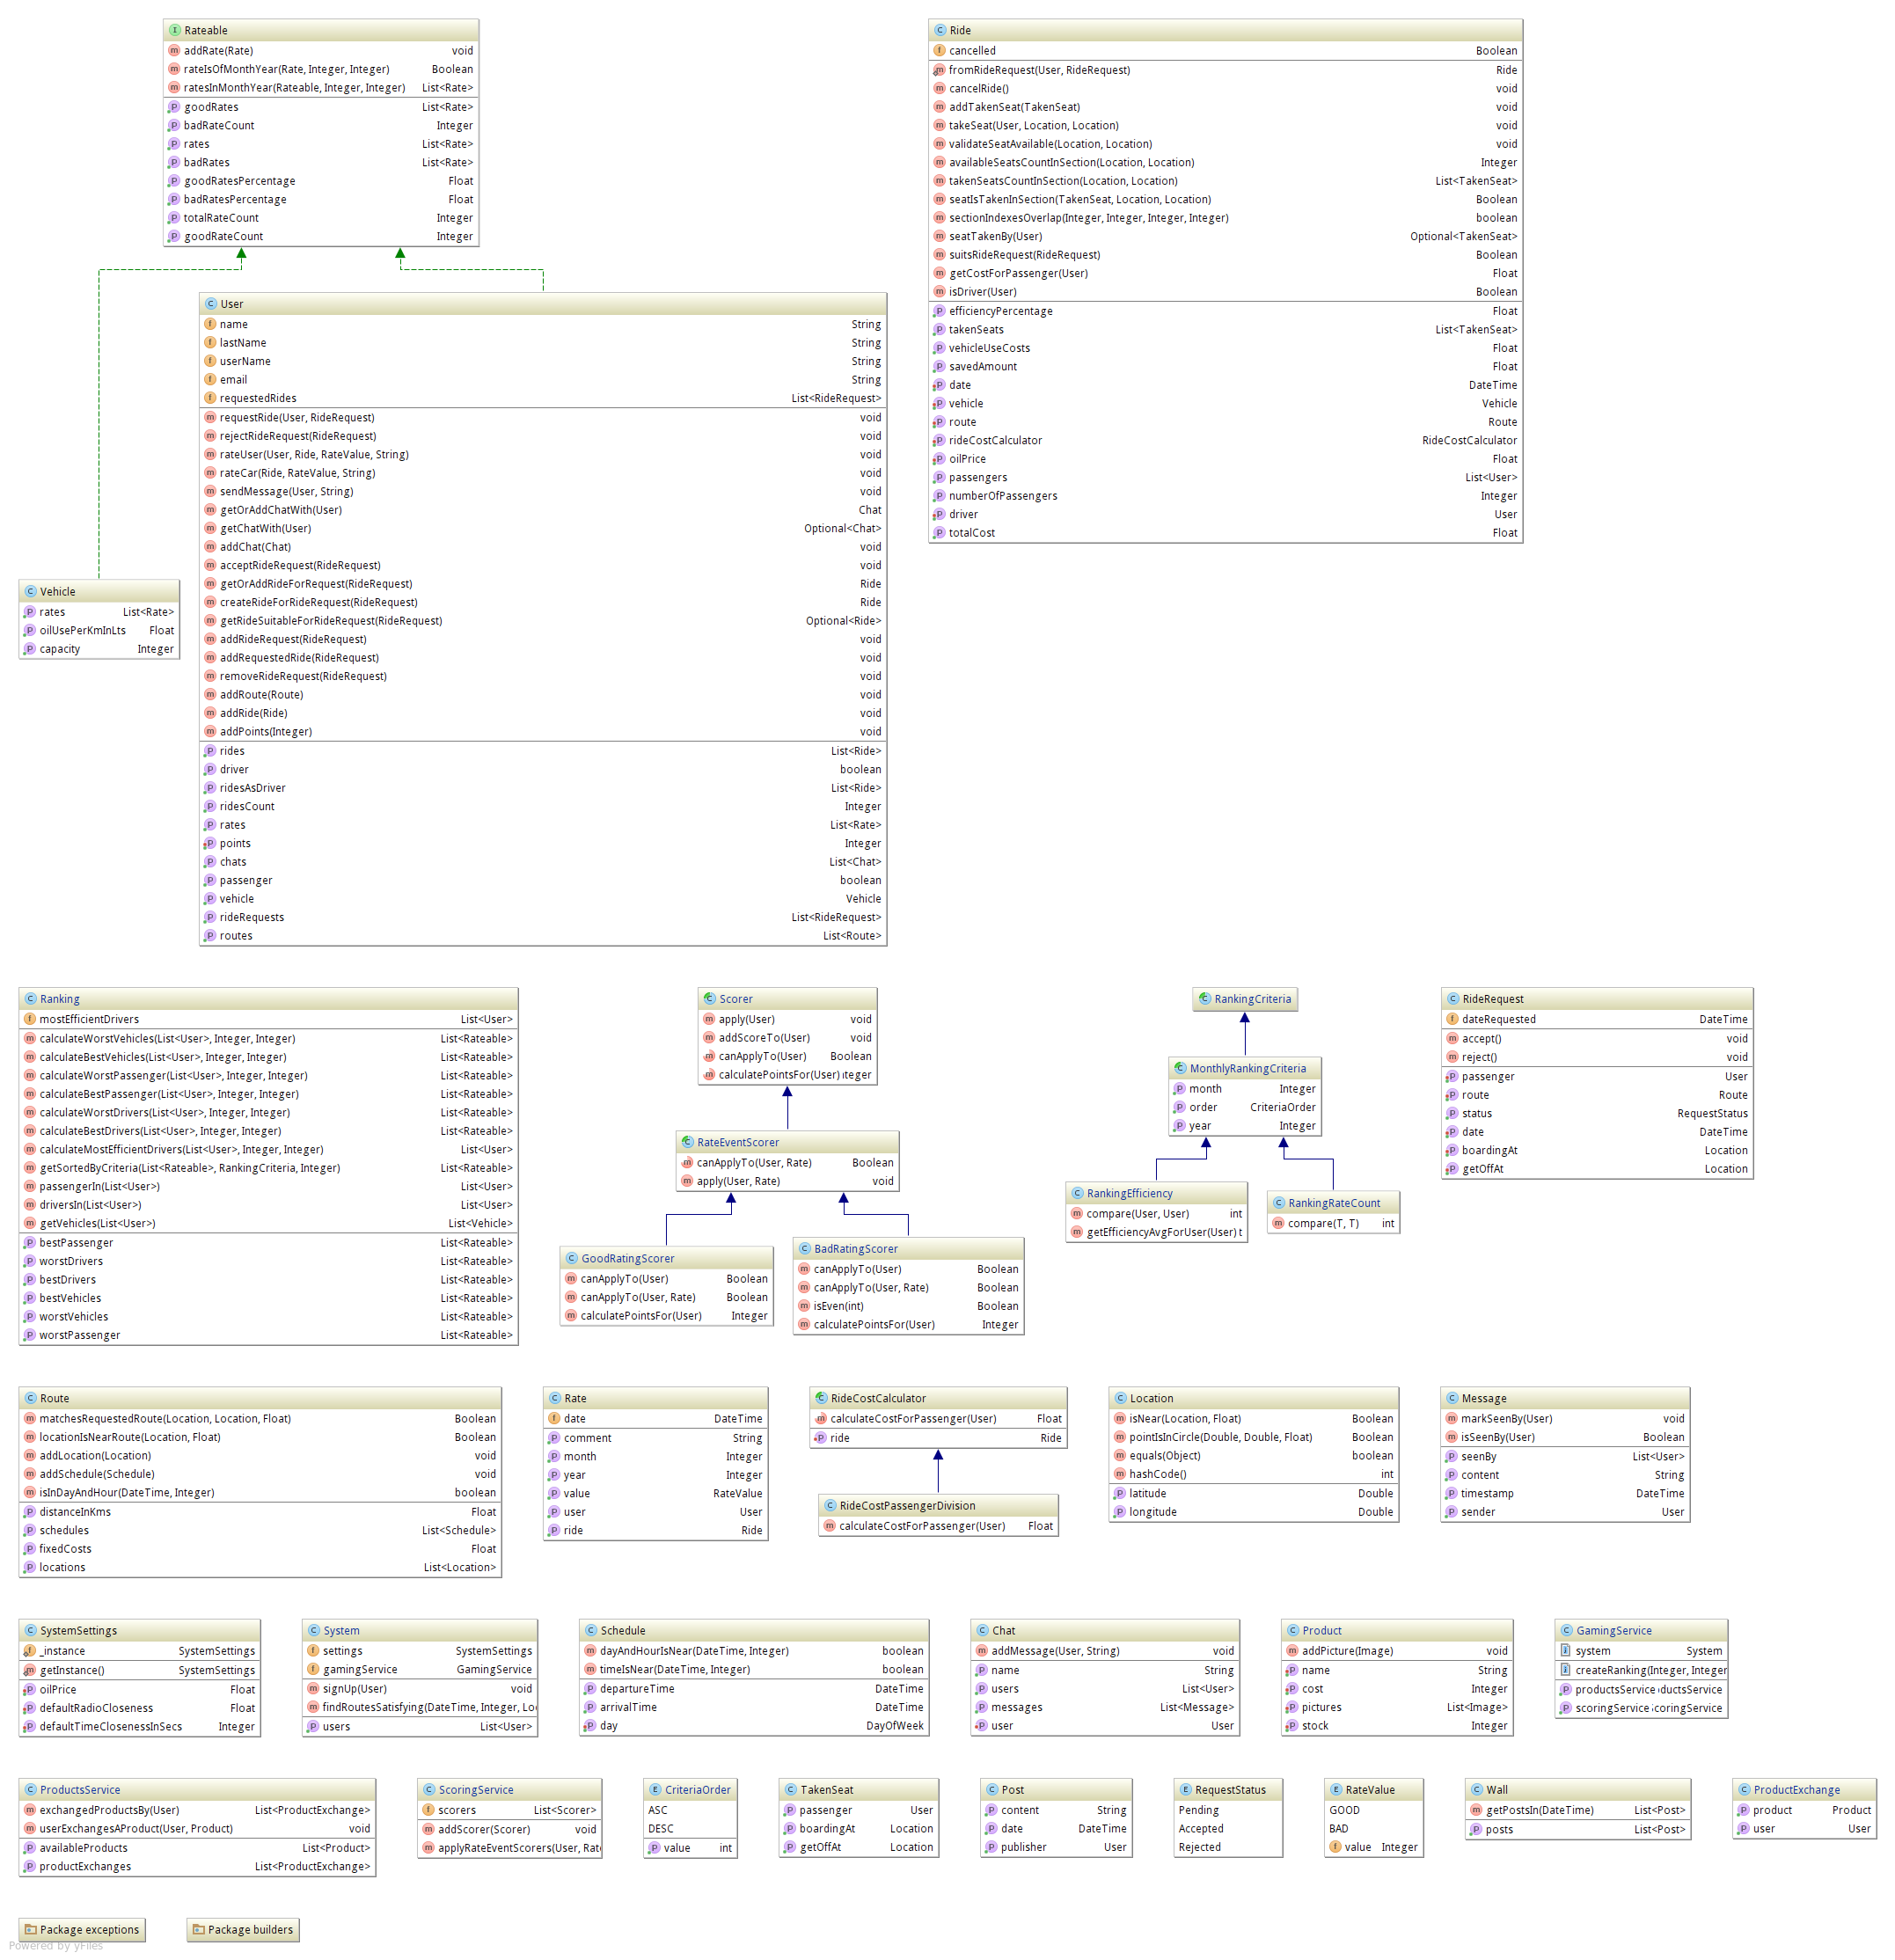 Rateable
addRate(Rate) void
rateIsOfMonthYear(Rate, Integer, Integer) Boolean
ratesInMonthYear(Rateable, Integer, Integer) List<Rate>
goodRates List<Rate>
badRateCount Integer
rates List<Rate>
badRates List<Rate>
goodRatesPercentage Float
badRatesPercentage Float
totalRateCount Integer
goodRateCount Integer
Ride
cancelled Boolean
fromRideRequest(User, RideRequest) Ride
cancelRide() void
addTakenSeat(TakenSeat) void
takeSeat(User, Location, Location) void
validateSeatAvailable(Location, Location) void
availableSeatsCountInSection(Location, Location) Integer
takenSeatsCountInSection(Location, Location) List<TakenSeat>
seatIsTakenInSection(TakenSeat, Location, Location) Boolean
sectionIndexesOverlap(Integer, Integer, Integer, Integer) boolean
seatTakenBy(User) Optional<TakenSeat>
suitsRideRequest(RideRequest) Boolean
getCostForPassenger(User) Float
isDriver(User) Boolean
efficiencyPercentage Float
takenSeats List<TakenSeat>
vehicleUseCosts Float
savedAmount Float
date DateTime
vehicle Vehicle
route Route
rideCostCalculator RideCostCalculator
oilPrice Float
passengers List<User>
numberOfPassengers Integer
driver User
totalCost Float
User
name String
lastName String
userName String
email String
requestedRides List<RideRequest>
requestRide(User, RideRequest) void
rejectRideRequest(RideRequest) void
rateUser(User, Ride, RateValue, String) void
rateCar(Ride, RateValue, String) void
sendMessage(User, String) void
getOrAddChatWith(User) Chat
getChatWith(User) Optional<Chat>
addChat(Chat) void
acceptRideRequest(RideRequest) void
getOrAddRideForRequest(RideRequest) Ride
createRideForRideRequest(RideRequest) Ride
getRideSuitableForRideRequest(RideRequest) Optional<Ride>
addRideRequest(RideRequest) void
addRequestedRide(RideRequest) void
removeRideRequest(RideRequest) void
addRoute(Route) void
addRide(Ride) void
addPoints(Integer) void
rides List<Ride>
driver boolean
ridesAsDriver List<Ride>
ridesCount Integer
rates List<Rate>
points Integer
chats List<Chat>
passenger boolean
vehicle Vehicle
rideRequests List<RideRequest>
routes List<Route>
Vehicle
rates List<Rate>
oilUsePerKmInLts Float
capacity Integer
Ranking
mostEfficientDrivers List<User>
calculateWorstVehicles(List<User>, Integer, Integer) List<Rateable>
calculateBestVehicles(List<User>, Integer, Integer) List<Rateable>
calculateWorstPassenger(List<User>, Integer, Integer) List<Rateable>
calculateBestPassenger(List<User>, Integer, Integer) List<Rateable>
calculateWorstDrivers(List<User>, Integer, Integer) List<Rateable>
calculateBestDrivers(List<User>, Integer, Integer) List<Rateable>
calculateMostEfficientDrivers(List<User>, Integer, Integer) List<User>
getSortedByCriteria(List<Rateable>, RankingCriteria, Integer) List<Rateable>
passengerIn(List<User>) List<User>
driversIn(List<User>) List<User>
getVehicles(List<User>) List<Vehicle>
bestPassenger List<Rateable>
worstDrivers List<Rateable>
bestDrivers List<Rateable>
bestVehicles List<Rateable>
worstVehicles List<Rateable>
worstPassenger List<Rateable>
Scorer
apply(User) void
addScoreTo(User) void
canApplyTo(User) Boolean
calculatePointsFor(User) teger
RateEventScorer
canApplyTo(User, Rate) Boolean
apply(User, Rate) void
GoodRatingScorer
canApplyTo(User) Boolean
canApplyTo(User, Rate) Boolean
calculatePointsFor(User) Integer
BadRatingScorer
canApplyTo(User) Boolean
canApplyTo(User, Rate) Boolean
isEven(int) Boolean
calculatePointsFor(User) Integer
RankingCriteria
MonthlyRankingCriteria
month Integer
order CriteriaOrder
year Integer
RankingEfficiency
compare(User, User) int
getEfficiencyAvgForUser(User) t
RankingRateCount
compare(T, T) int
RideRequest
dateRequested DateTime
accept() void
reject() void
passenger User
route Route
status RequestStatus
date DateTime
boardingAt Location
getOffAt Location
Route
matchesRequestedRoute(Location, Location, Float) Boolean
locationIsNearRoute(Location, Float) Boolean
addLocation(Location) void
addSchedule(Schedule) void
isInDayAndHour(DateTime, Integer) boolean
distanceInKms Float
schedules List<Schedule>
fixedCosts Float
locations List<Location>
Rate
date DateTime
comment String
month Integer
year Integer
value RateValue
user User
ride Ride
RideCostCalculator
calculateCostForPassenger(User) Float
ride Ride
RideCostPassengerDivision
calculateCostForPassenger(User) Float
Location
isNear(Location, Float) Boolean
pointIsInCircle(Double, Double, Float) Boolean
equals(Object) boolean
hashCode() int
latitude Double
longitude Double
Message
markSeenBy(User) void
isSeenBy(User) Boolean
seenBy List<User>
content String
timestamp DateTime
sender User
SystemSettings
_instance SystemSettings
getInstance() SystemSettings
oilPrice Float
defaultRadioCloseness Float
defaultTimeClosenessInSecs Integer
System
settings SystemSettings
gamingService GamingService
signUp(User) void
findRoutesSatisfying(DateTime, Integer, Lo
users List<User>
Schedule
dayAndHourIsNear(DateTime, Integer) boolean
timeIsNear(DateTime, Integer) boolean
departureTime DateTime
arrivalTime DateTime
day DayOfWeek
Chat
addMessage(User, String) void
name String
users List<User>
messages List<Message>
user User
Product
addPicture(Image) void
name String
cost Integer
pictures List<Image>
stock Integer
GamingService
system System
createRanking(Integer, Integer
productsService ductsService
scoringService coringService
ProductsService
exchangedProductsBy(User) List<ProductExchange>
userExchangesAProduct(User, Product) void
availableProducts List<Product>
productExchanges List<ProductExchange>
ScoringService
scorers List<Scorer>
addScorer(Scorer) void
applyRateEventScorers(User, Rate
CriteriaOrder
ASC
DESC
value int
TakenSeat
passenger User
boardingAt Location
getOffAt Location
Post
content String
date DateTime
publisher User
RequestStatus
Pending
Accepted
Rejected
RateValue
GOOD
BAD
value Integer
Wall
getPostsIn(DateTime) List<Post>
posts List<Post>
ProductExchange
product Product
user User
Package exceptions
Package builders
Powered by yFiles